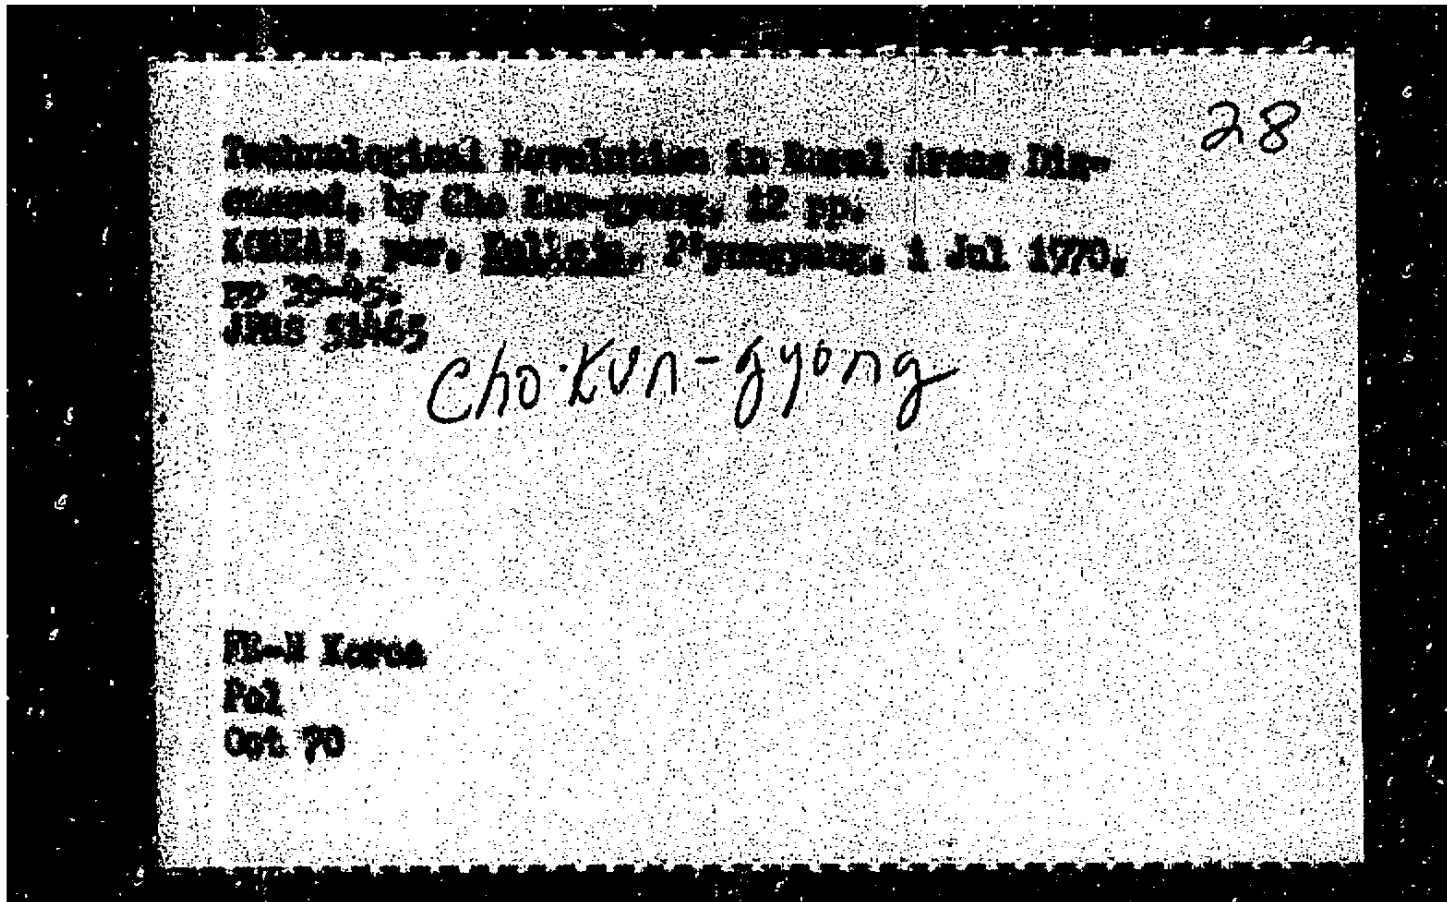 28
Technological Revolution in Rural Areas Dis-
cussed, by Cho Kun-gyong, 12 pp.
KOREAN, per, Kulloja, P'yongyang, 1 Jul 1970,
pp 39-45.
JPRS 51465
Cho Kun-gyong
FE-N Korea
Pol
Oct 70